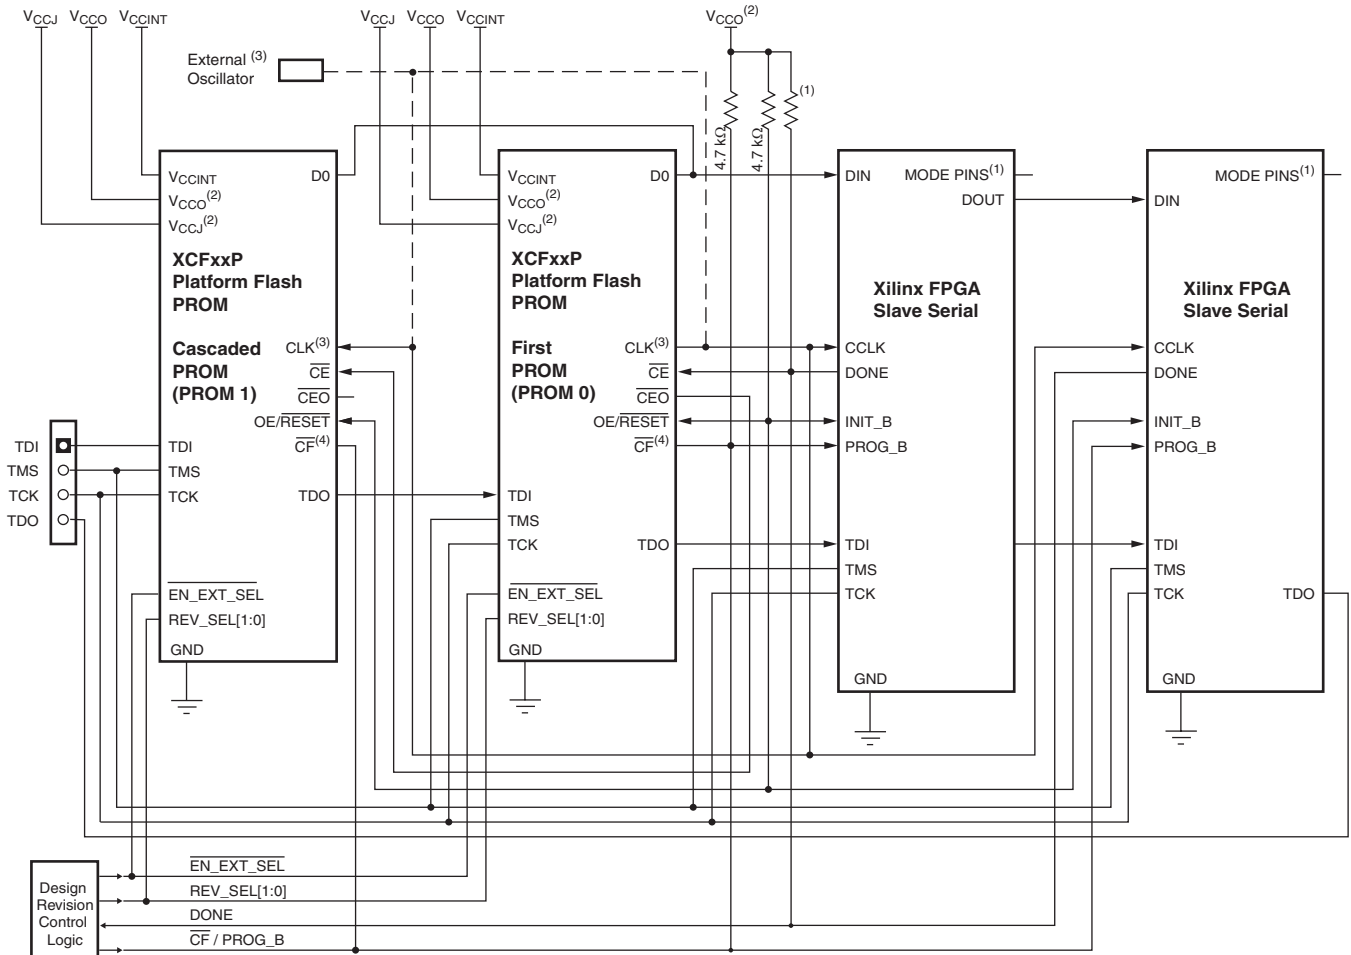 VCCJ VCCO VCCINT
VCCJ VCCO VCCINT
VCCO(2)
External (3)
Oscillator
(1)
4.7 kΩ
4.7 kΩ
VCCINT
VCCO(2)
VCCJ(2)
D0
XCFxxP
Platform Flash
PROM
Cascaded
PROM
(PROM 1)
CLK(3)
CE
CEO
OE/RESET
CF(4)
TDI
TMS
TCK
TDO
EN_EXT_SEL
REV_SEL[1:0]
GND
TDI
TMS
TCK
TDO
VCCINT
VCCO(2)
VCCJ(2)
D0
XCFxxP
Platform Flash
PROM
First
PROM
(PROM 0)
CLK(3)
CE
CEO
OE/RESET
CF(4)
TDI
TMS
TCK
TDO
EN_EXT_SEL
REV_SEL[1:0]
GND
DIN
MODE PINS(1)
DOUT
Xilinx FPGA
Slave Serial
CCLK
DONE
INIT_B
PROG_B
TDI
TMS
TCK
GND
MODE PINS(1)
DIN
Xilinx FPGA
Slave Serial
CCLK
DONE
INIT_B
PROG_B
TDI
TMS
TCK
TDO
GND
Design
Revision
Control
Logic
EN_EXT_SEL
REV_SEL[1:0]
DONE
CF / PROG_B